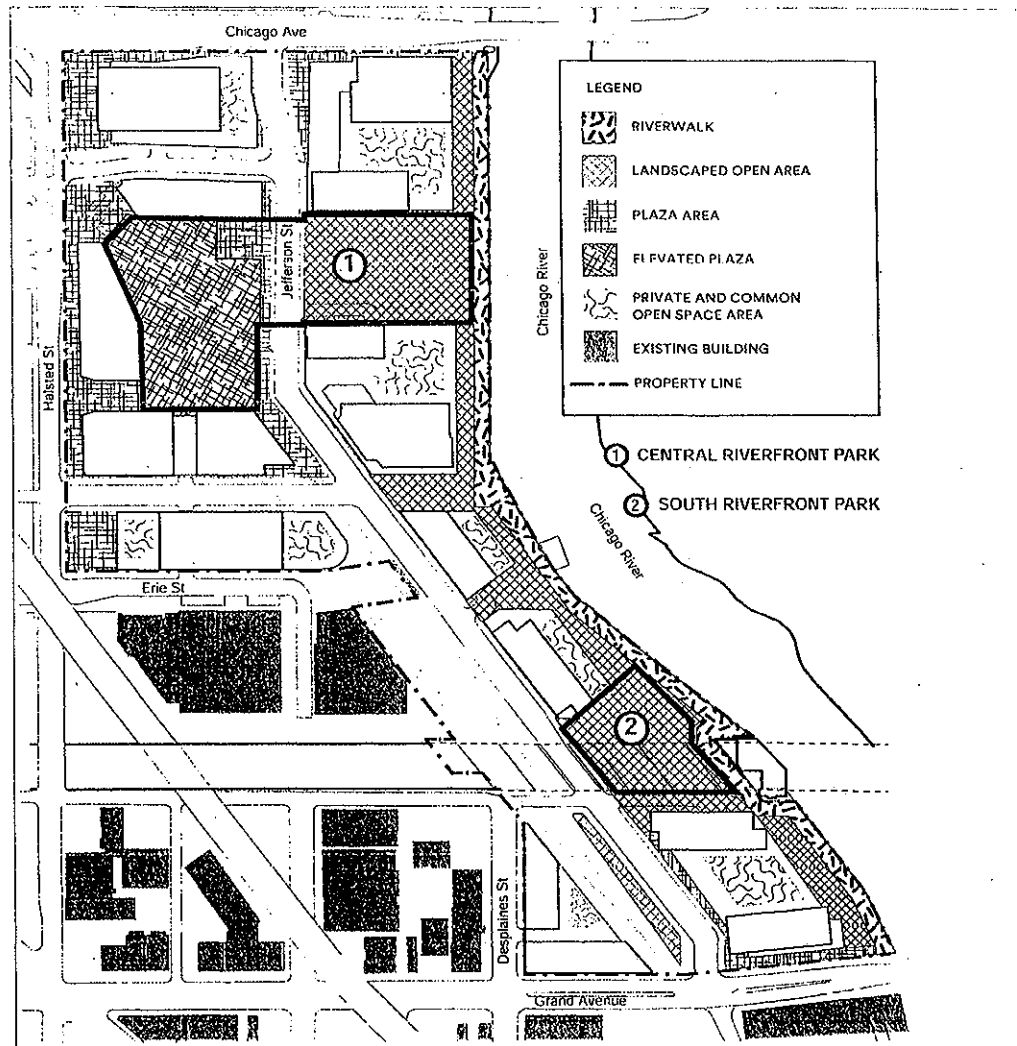 Chicago Ave
LEGEND
RIVERWALK
LANDSCAPED OPEN AREA
PLAZA AREA
ELEVATED PLAZA
PRIVATE AND COMMON
OPEN SPACE AREA
EXISTING BUILDING
PROPERTY LINE
Jefferson St
1
Chicago River
Halsted St
1 CENTRAL RIVERFRONT PARK
2 SOUTH RIVERFRONT PARK
Chicago River
Erie St
2
Desplaines St
Grand Avenue